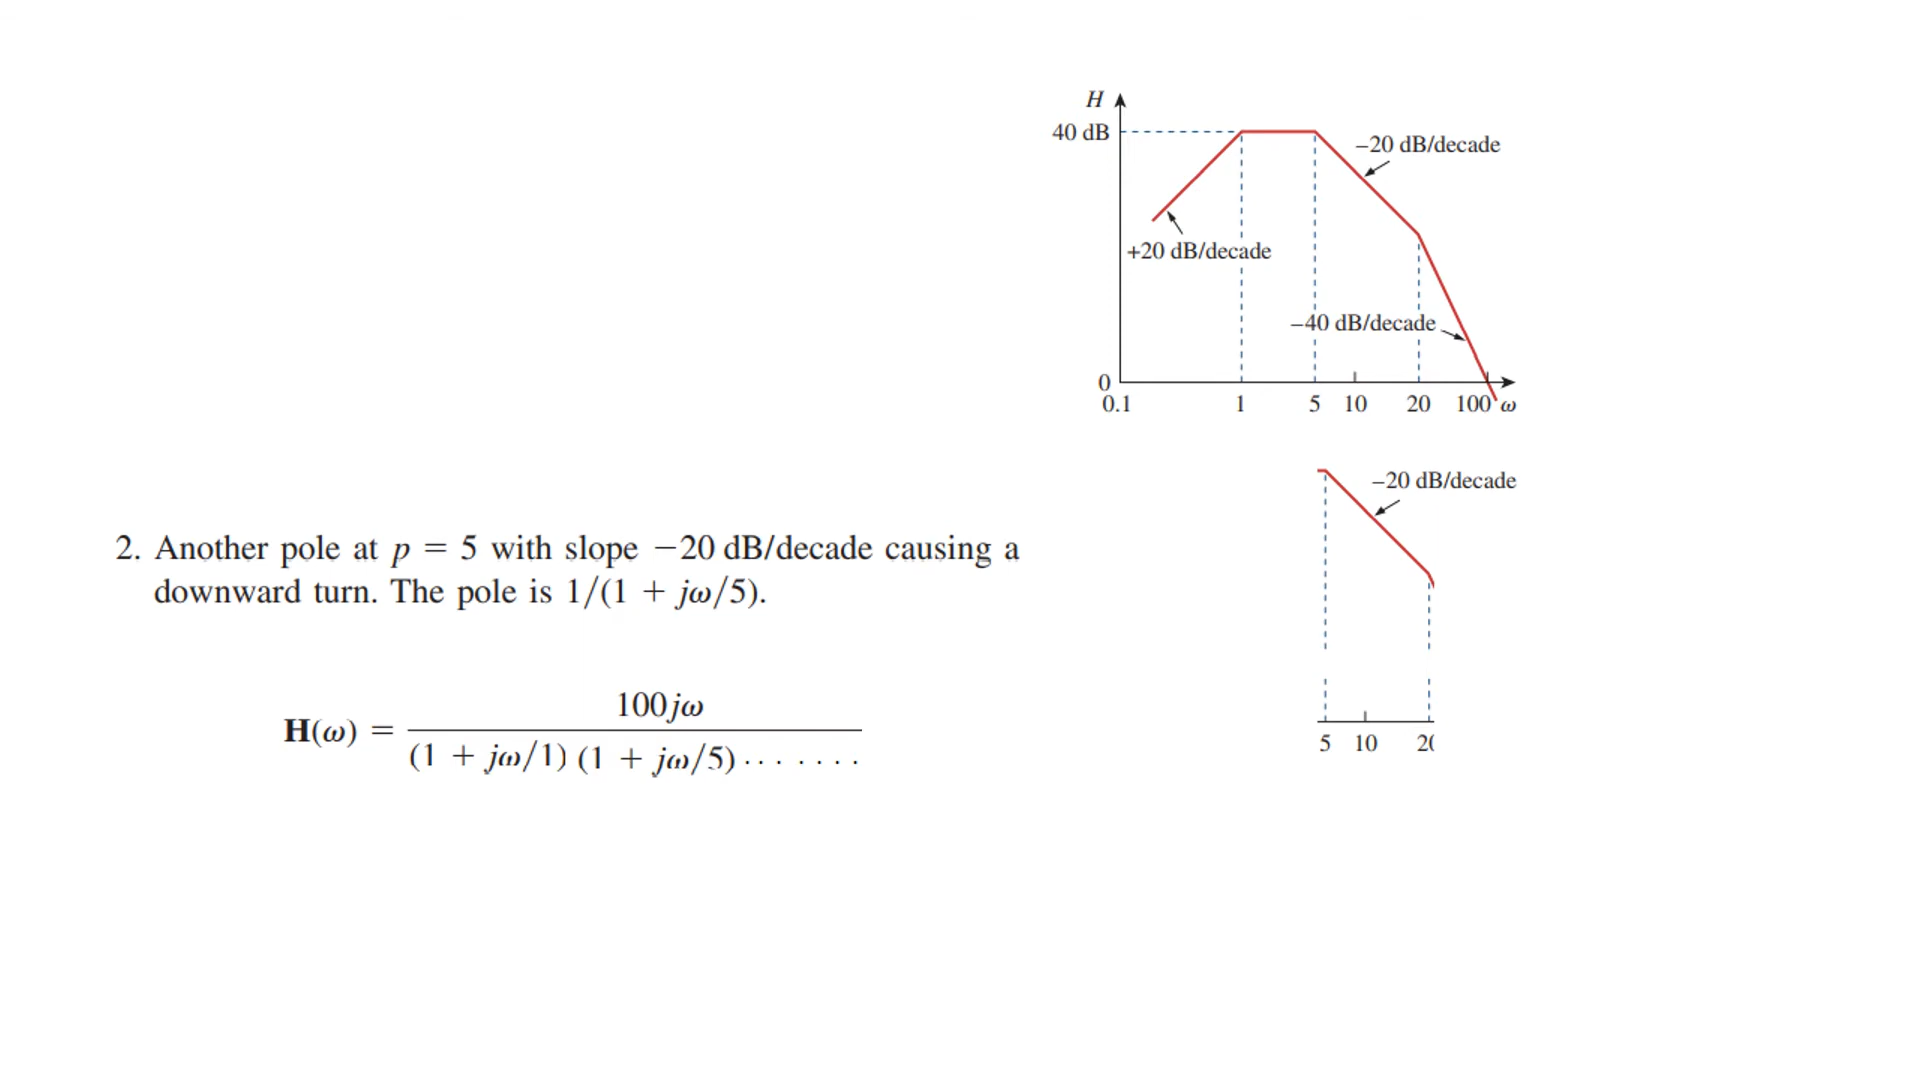 H
40 dB
−20 dB/decade
+20 dB/decade
−40 dB/decade
0
0.1 1 5 10 20 100 ω
−20 dB/decade
2. Another pole at p = 5 with slope −20 dB/decade causing a
downward turn. The pole is 1/(1 + jω/5).
100jω
H(ω) =
(1 + jω/1) (1 + jω/5) . . . . . . .
5 10 2